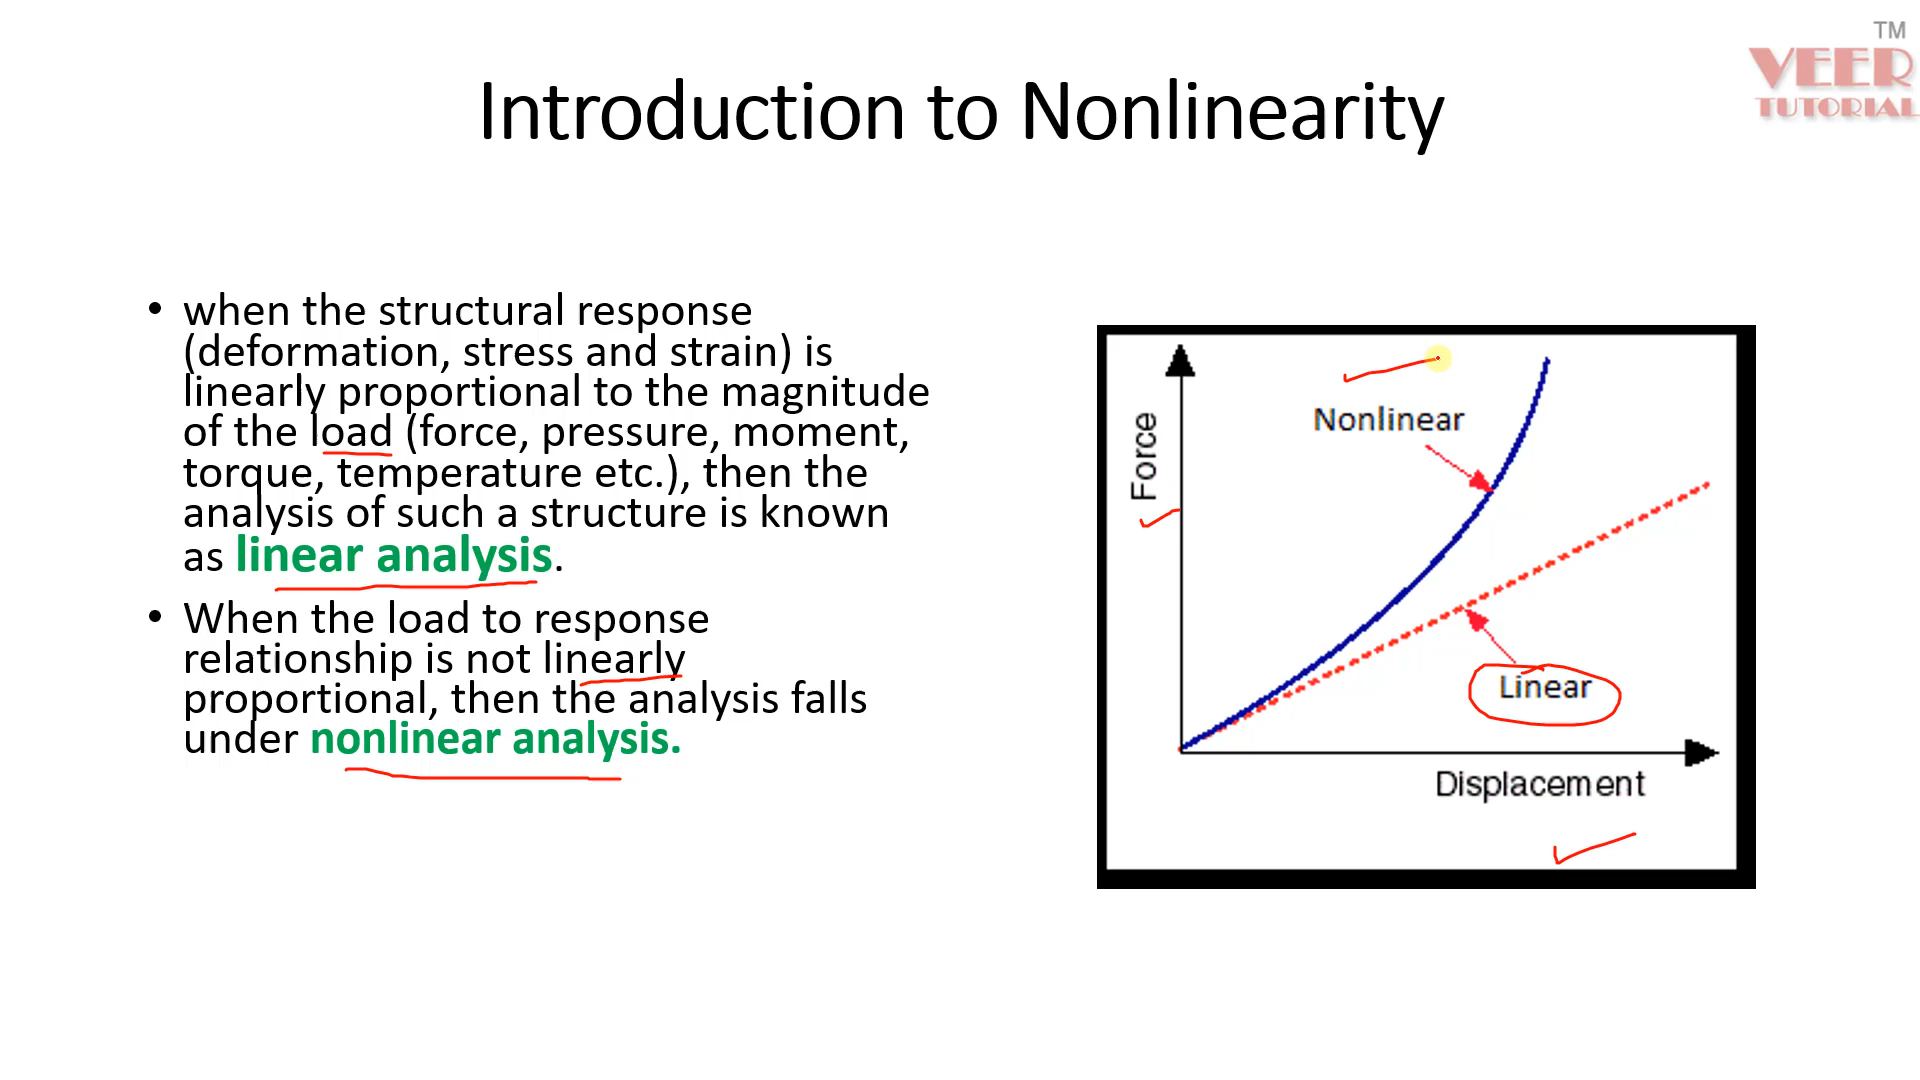 TM
VEER
TUTORIAL
Introduction to Nonlinearity
• when the structural response
(deformation, stress and strain) is
linearly proportional to the magnitude
of the load (force, pressure, moment,
torque, temperature etc.), then the
analysis of such a structure is known
as linear analysis.
• When the load to response
relationship is not linearly
proportional, then the analysis falls
under nonlinear analysis.
Force
Nonlinear
Linear
Displacement